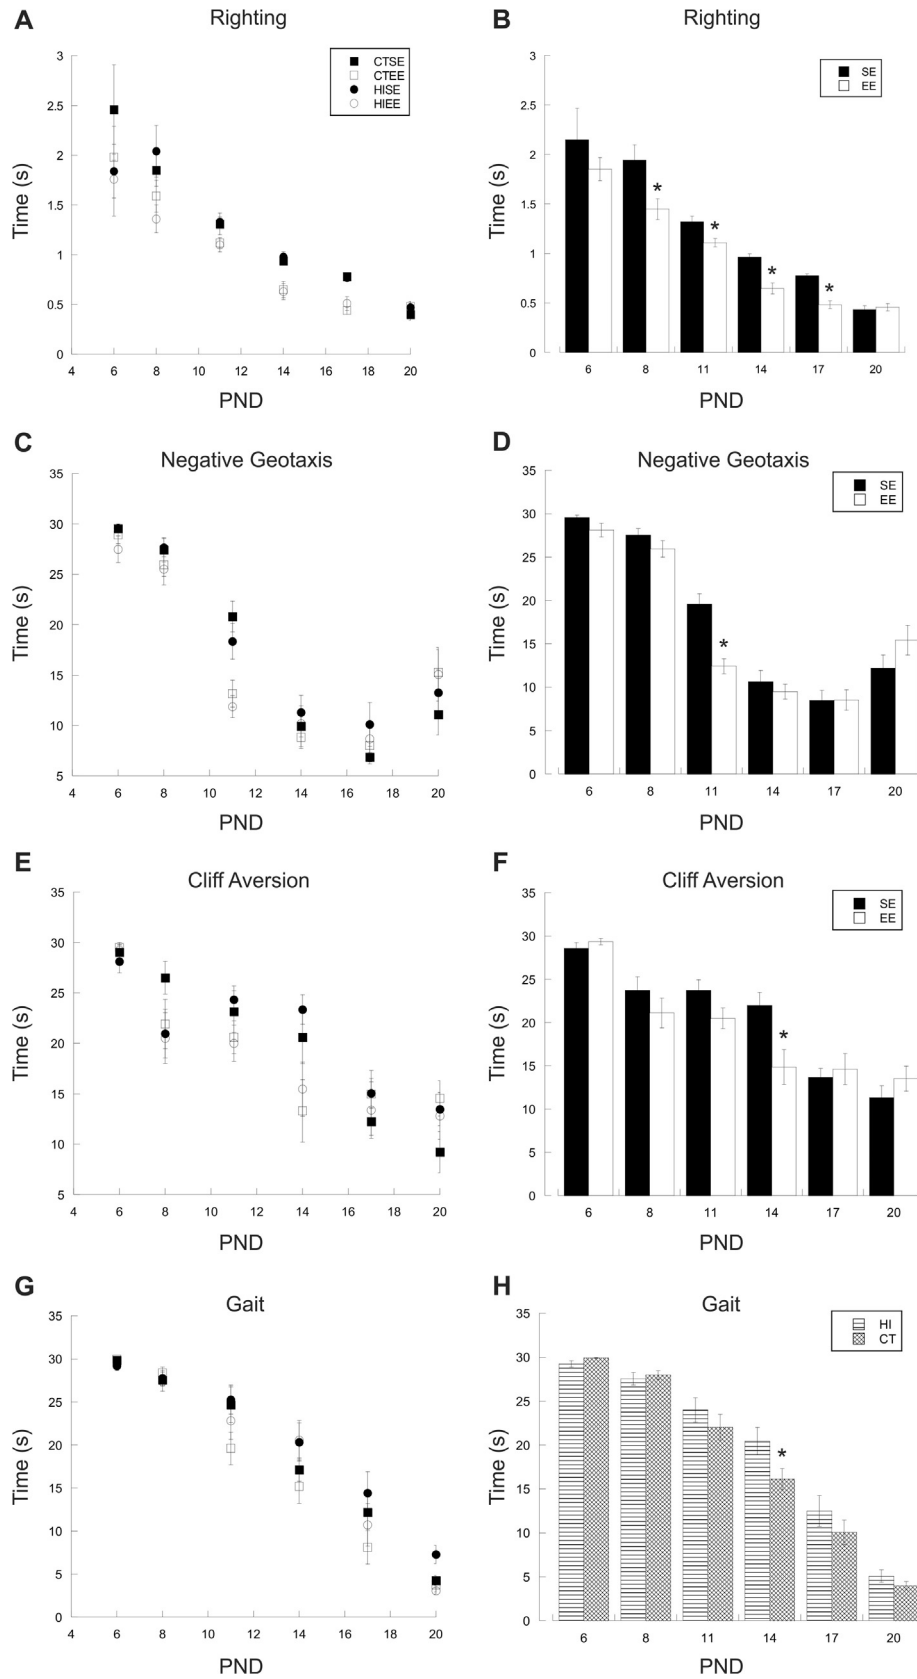 A
Righting
3
2.5
2
1.5
1
0.5
0
Time (s)
CTSE
CTEE
HISE
HIEE
4 6 8 10 12 14 16 18 20
PND
B
Righting
3
2.5
2
1.5
1
0.5
0
Time (s)
SE
EE
*
*
*
*
6 8 11 14 17 20
PND
C
Negative Geotaxis
35
30
25
20
15
10
5
Time (s)
4 6 8 10 12 14 16 18 20
PND
D
Negative Geotaxis
35
30
25
20
15
10
5
0
Time (s)
SE
EE
*
6 8 11 14 17 20
PND
E
Cliff Aversion
35
30
25
20
15
10
5
Time (s)
4 6 8 10 12 14 16 18 20
PND
F
Cliff Aversion
35
30
25
20
15
10
5
0
Time (s)
SE
EE
*
6 8 11 14 17 20
PND
G
Gait
35
30
25
20
15
10
5
0
Time (s)
4 6 8 10 12 14 16 18 20
PND
H
Gait
35
30
25
20
15
10
5
0
Time (s)
HI
CT
*
6 8 11 14 17 20
PND